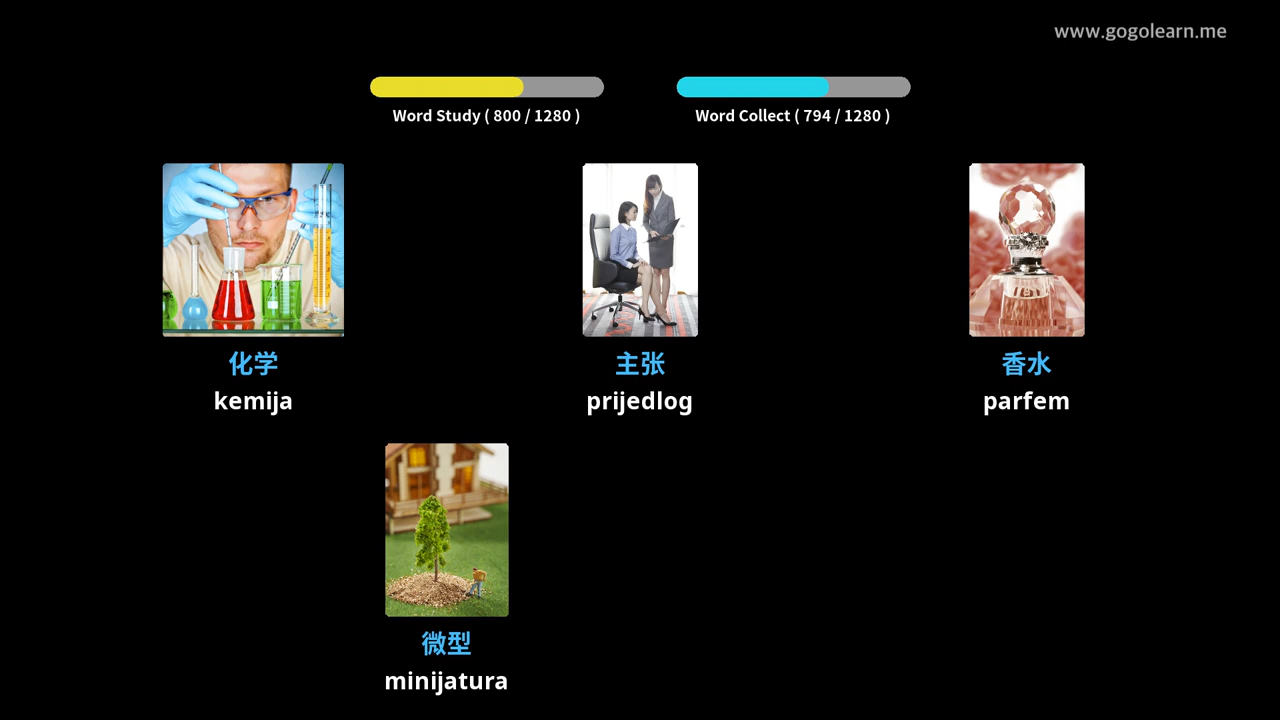 www.gogolearn.me
Word Study ( 800 / 1280 )
Word Collect ( 794 / 1280 )
化学
kemija
主张
prijedlog
香水
parfem
微型
minijatura